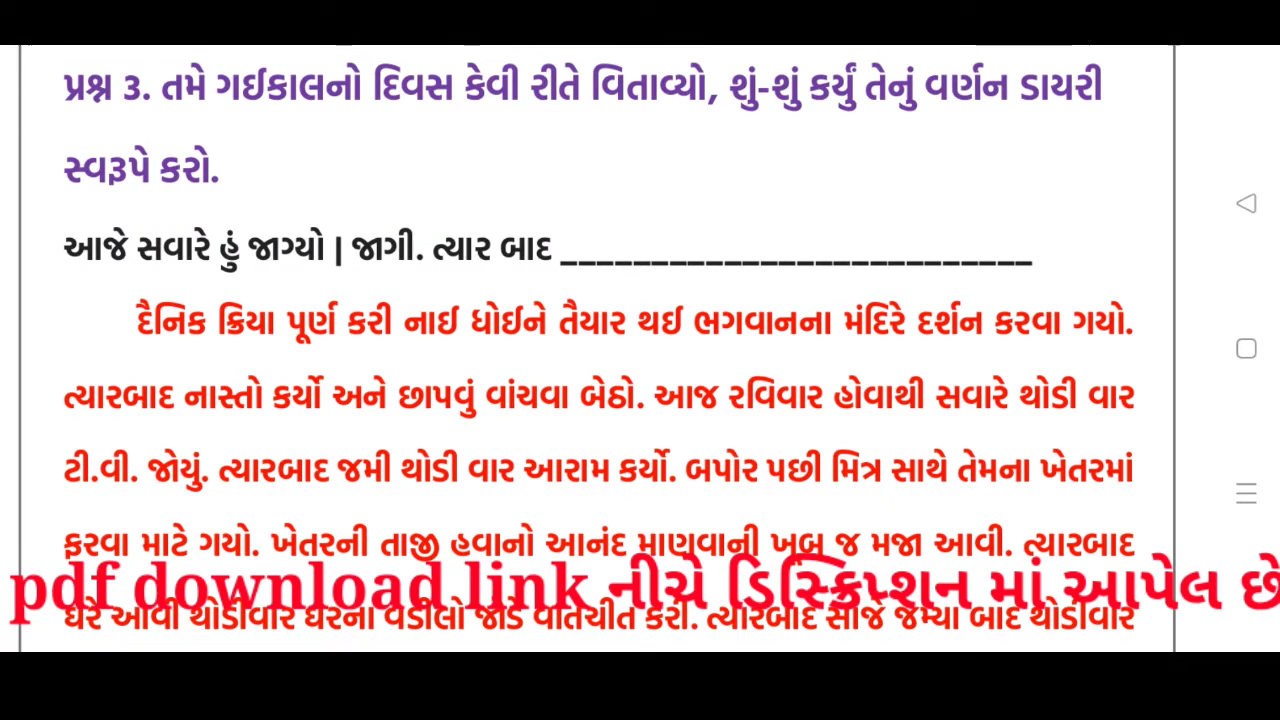 પ્રશ્ન ૩. તમે ગઈકાલનો દિવસ કેવી રીતે વિતાવ્યો, શું-શું કર્યું તેનું વર્ણન ડાયરી
સ્વરૂપે કરો.
આજે સવારે હું જાગ્યો | જાગી. ત્યાર બાદ __________________________
દૈનિક ક્રિયા પૂર્ણ કરી નાઈ ધોઈને તૈયાર થઈ ભગવાનના મંદિરે દર્શન કરવા ગયો.
ત્યારબાદ નાસ્તો કર્યો અને છાપવું વાંચવા બેઠો. આજ રવિવાર હોવાથી સવારે થોડી વાર
ટી.વી. જોયું. ત્યારબાદ જમી થોડી વાર આરામ કર્યો. બપોર પછી મિત્ર સાથે તેમના ખેતરમાં
ફરવા માટે ગયો. ખેતરની તાજી હવાનો આનંદ માણવાની ખૂબ જ મજા આવી. ત્યારબાદ
pdf download link નીચે ડિસ્ક્રિપ્શન માં આપેલ છે
ઘરે આવી થોડીવાર ઘરના વડીલો જોડે વાતચીત કરી. ત્યારબાદ સાંજે જમ્યા બાદ થોડીવાર